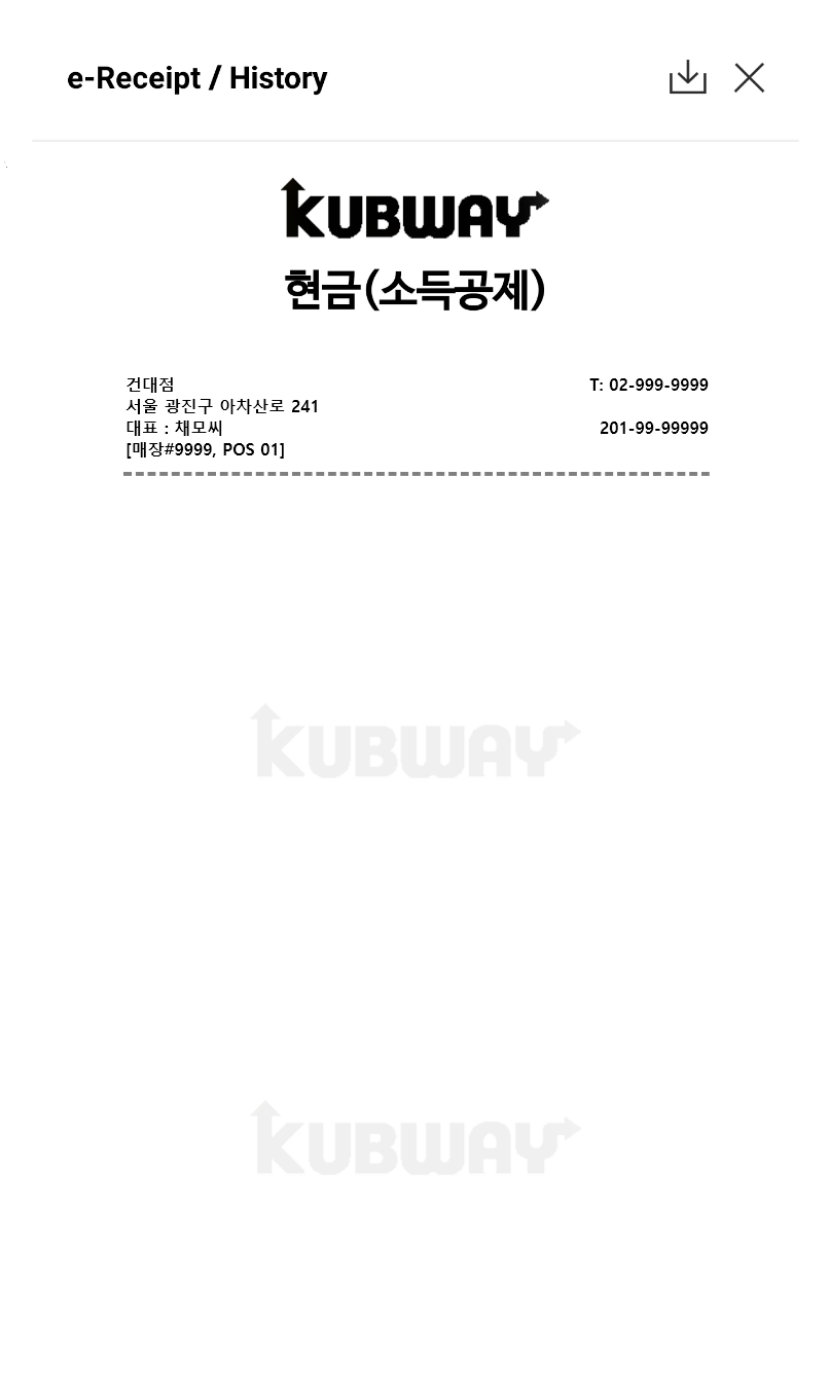 e-Receipt / History
KUBWAY
현금(소득공제)
건대점 T: 02-999-9999
서울 광진구 아차산로 241
대표 : 채모씨 201-99-99999
[매장#9999, POS 01]
KUBWAY
KUBWAY